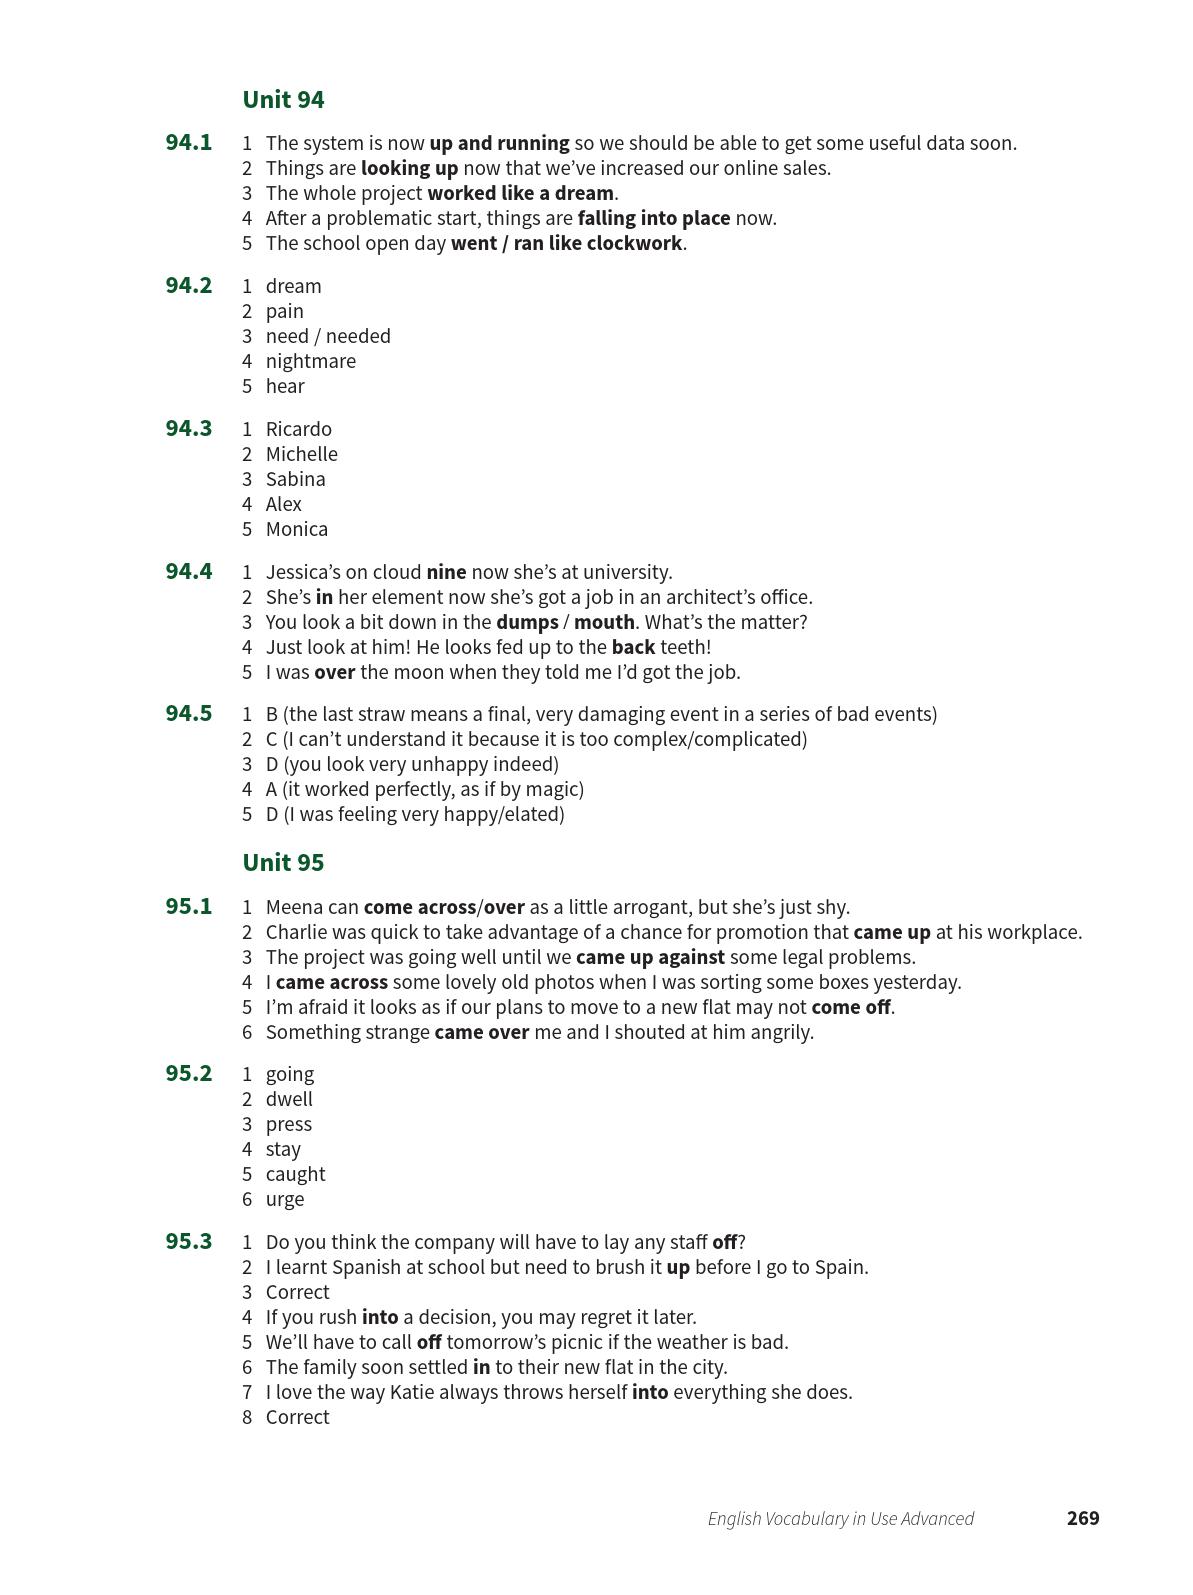 Unit 94
94.1 1 The system is now up and running so we should be able to get some useful data soon.
2 Things are looking up now that we’ve increased our online sales.
3 The whole project worked like a dream.
4 After a problematic start, things are falling into place now.
5 The school open day went / ran like clockwork.
94.2 1 dream
2 pain
3 need / needed
4 nightmare
5 hear
94.3 1 Ricardo
2 Michelle
3 Sabina
4 Alex
5 Monica
94.4 1 Jessica’s on cloud nine now she’s at university.
2 She’s in her element now she’s got a job in an architect’s office.
3 You look a bit down in the dumps / mouth. What’s the matter?
4 Just look at him! He looks fed up to the back teeth!
5 I was over the moon when they told me I’d got the job.
94.5 1 B (the last straw means a final, very damaging event in a series of bad events)
2 C (I can’t understand it because it is too complex/complicated)
3 D (you look very unhappy indeed)
4 A (it worked perfectly, as if by magic)
5 D (I was feeling very happy/elated)
Unit 95
95.1 1 Meena can come across/over as a little arrogant, but she’s just shy.
2 Charlie was quick to take advantage of a chance for promotion that came up at his workplace.
3 The project was going well until we came up against some legal problems.
4 I came across some lovely old photos when I was sorting some boxes yesterday.
5 I’m afraid it looks as if our plans to move to a new flat may not come off.
6 Something strange came over me and I shouted at him angrily.
95.2 1 going
2 dwell
3 press
4 stay
5 caught
6 urge
95.3 1 Do you think the company will have to lay any staff off?
2 I learnt Spanish at school but need to brush it up before I go to Spain.
3 Correct
4 If you rush into a decision, you may regret it later.
5 We’ll have to call off tomorrow’s picnic if the weather is bad.
6 The family soon settled in to their new flat in the city.
7 I love the way Katie always throws herself into everything she does.
8 Correct
English Vocabulary in Use Advanced 269